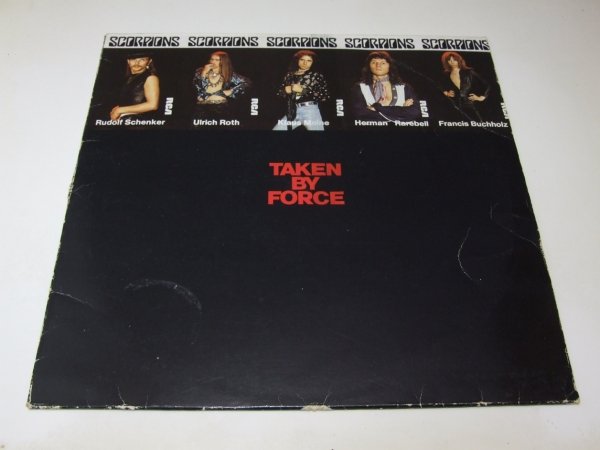 SCORPIONS SCORPIONS SCORPIONS SCORPIONS SCORPIONS
RCA RCA RCA RCA RCA
Rudolf Schenker Ulrich Roth Klaus Meine Herman Rarebell Francis Buchholz
TAKEN
BY
FORCE